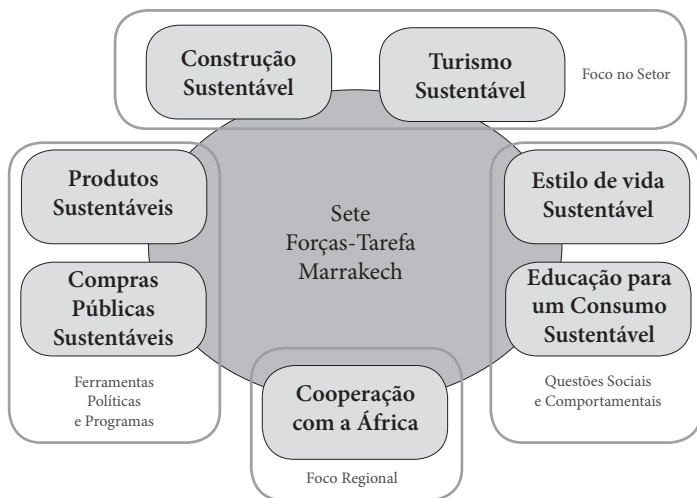 Construção
Sustentável
Turismo
Sustentável
Foco no Setor
Produtos
Sustentáveis
Compras
Públicas
Sustentáveis
Ferramentas
Políticas
e Programas
Sete
Forças-Tarefa
Marrakech
Estilo de vida
Sustentável
Educação para
um Consumo
Sustentável
Questões Sociais
e Comportamentais
Cooperação
com a África
Foco Regional